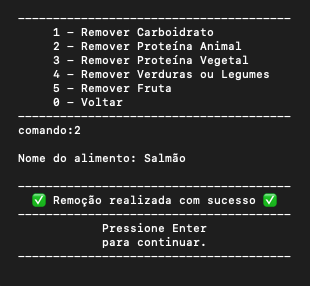 ———————————————————————————————————————
1 – Remover Carboidrato
2 – Remover Proteína Animal
3 – Remover Proteína Vegetal
4 – Remover Verduras ou Legumes
5 – Remover Fruta
0 – Voltar
———————————————————————————————————————
comando:2
Nome do alimento: Salmão
———————————————————————————————————————
✅ Remoção realizada com sucesso ✅
———————————————————————————————————————
Pressione Enter
para continuar.
———————————————————————————————————————